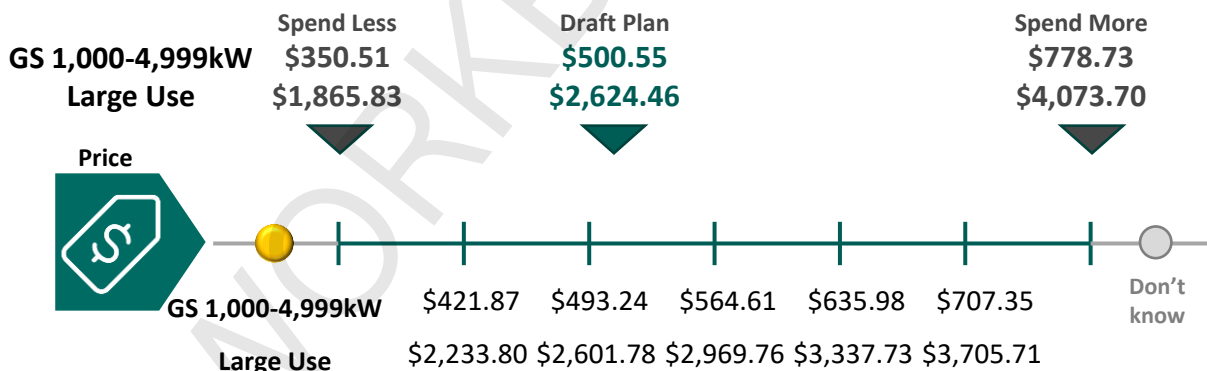 Spend Less Draft Plan Spend More
GS 1,000-4,999kW $350.51 $500.55 $778.73
Large Use $1,865.83 $2,624.46 $4,073.70
Price
$
GS 1,000-4,999kW $421.87 $493.24 $564.61 $635.98 $707.35
Don't
know
Large Use $2,233.80 $2,601.78 $2,969.76 $3,337.73 $3,705.71
WORKB